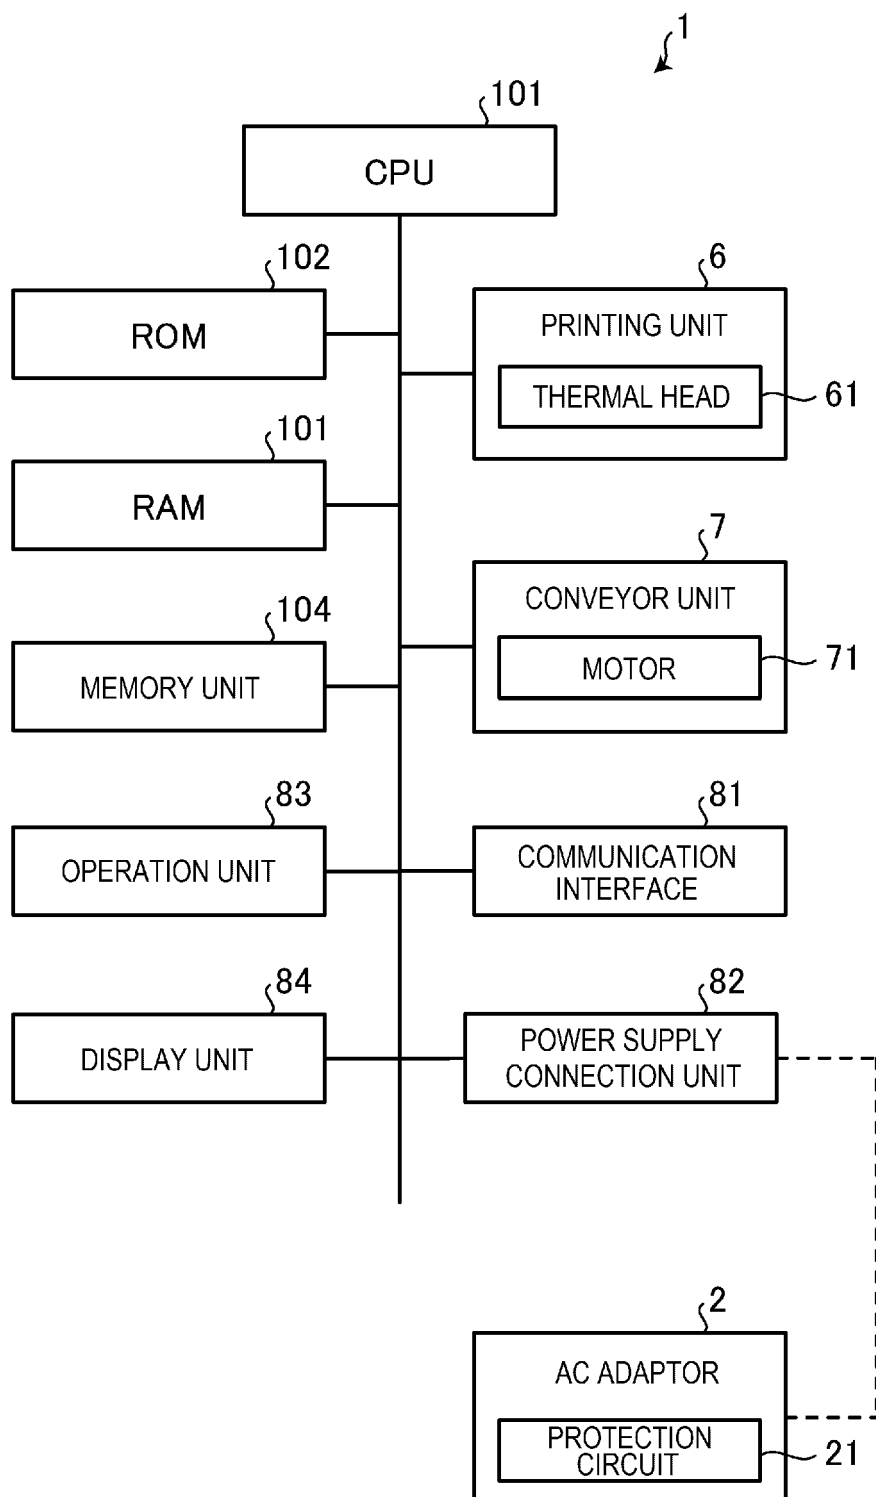 1
101
CPU
102
ROM
6
PRINTING UNIT
THERMAL HEAD
61
101
RAM
7
CONVEYOR UNIT
MOTOR
71
104
MEMORY UNIT
83
OPERATION UNIT
81
COMMUNICATION
INTERFACE
84
DISPLAY UNIT
82
POWER SUPPLY
CONNECTION UNIT
2
AC ADAPTOR
PROTECTION
CIRCUIT
21